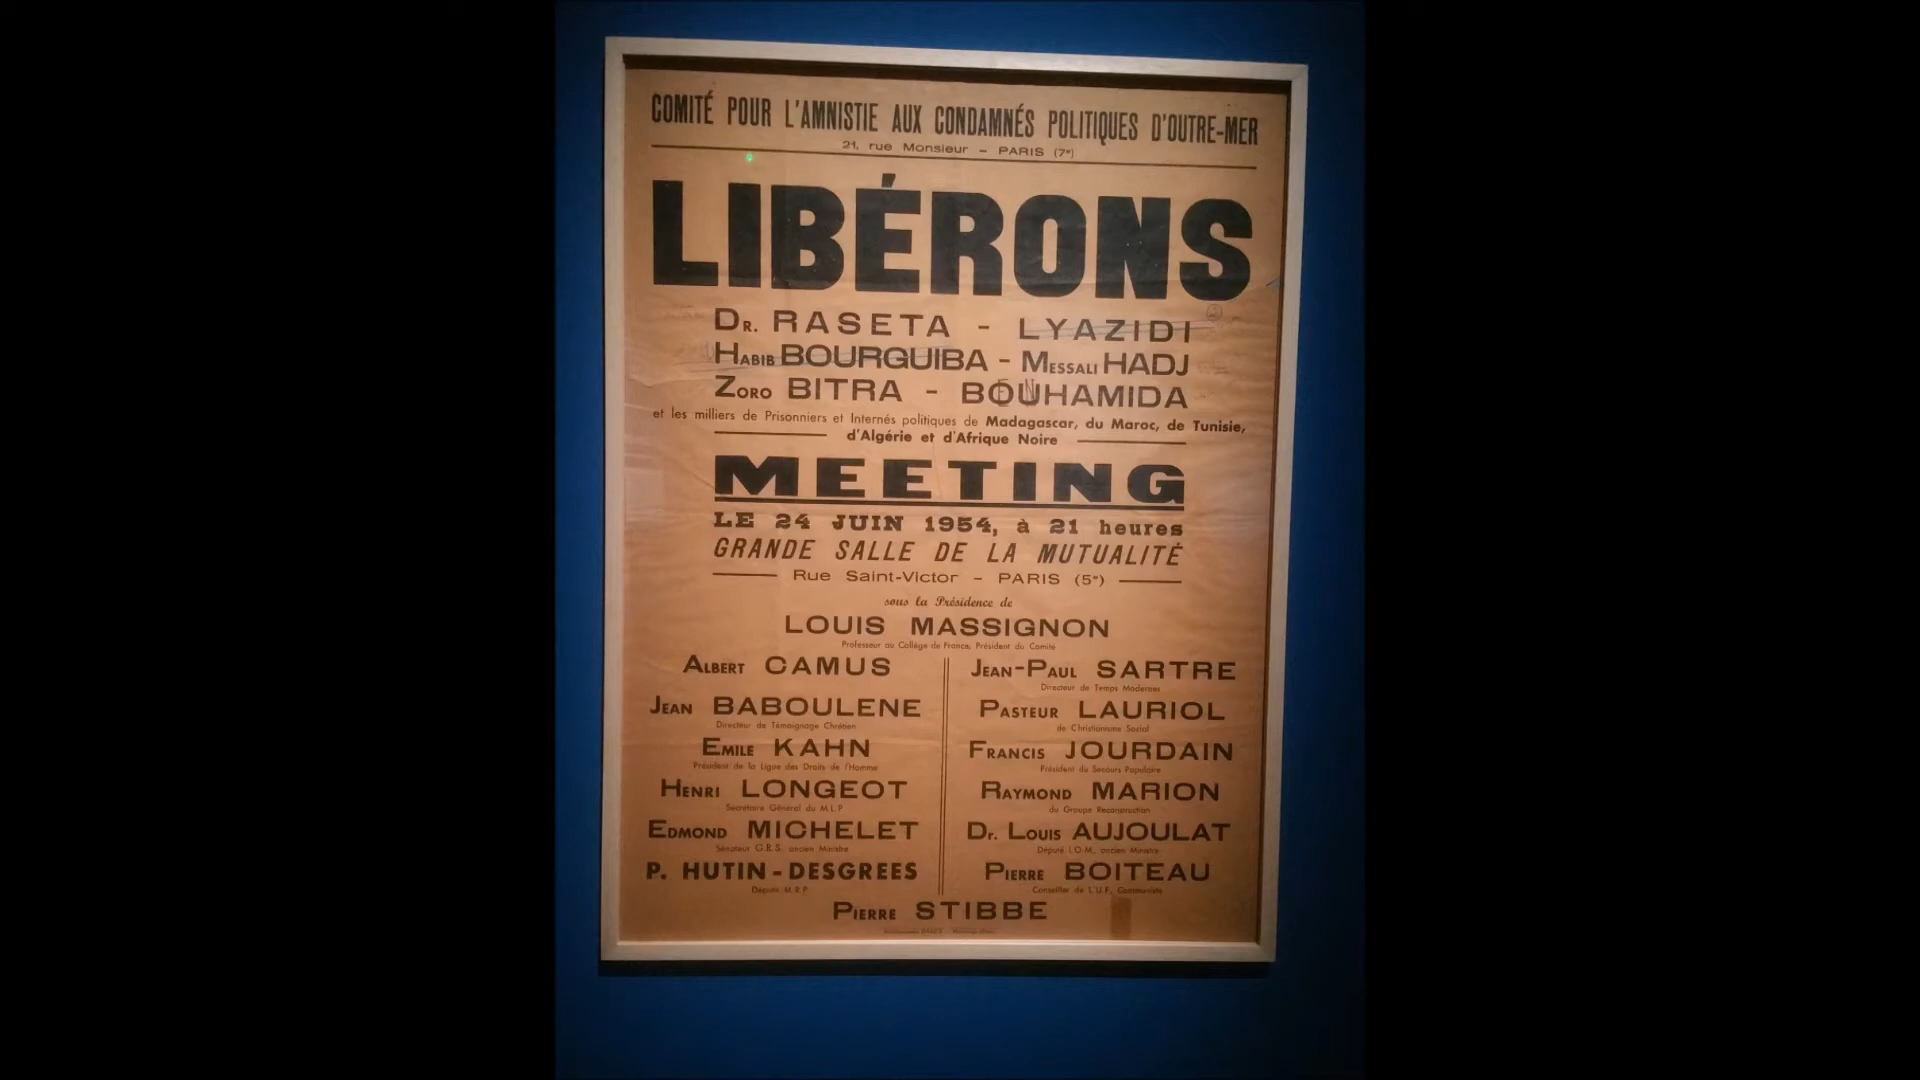 COMITÉ POUR L'AMNISTIE AUX CONDAMNÉS POLITIQUES D'OUTRE-MER
21, rue Monsieur - PARIS (7e)
LIBÉRONS
DR. RASETA - LYAZIDI
HABIB BOURGUIBA - MESSALI HADJ
ZORO BITRA - BOUHAMIDA
et les milliers de Prisonniers et Internés politiques de Madagascar, du Maroc, de Tunisie,
d'Algérie et d'Afrique Noire
MEETING
LE 24 JUIN 1954, à 21 heures
GRANDE SALLE DE LA MUTUALITÉ
Rue Saint-Victor - PARIS (5e)
sous la Présidence de
LOUIS MASSIGNON
Professeur au Collège de France, Président du Comité
ALBERT CAMUS
JEAN BABOULENE
Directeur de Témoignage Chrétien
EMILE KAHN
Président de la Ligue des Droits de l'Homme
HENRI LONGEOT
Secrétaire Général du M.L.P
EDMOND MICHELET
Sénateur G.R.S. ancien Ministre
P. HUTIN-DESGREES
Député M.R.P
JEAN-PAUL SARTRE
Directeur de Temps Modernes
PASTEUR LAURIOL
de Christianisme Social
FRANCIS JOURDAIN
Président du Secours Populaire
RAYMOND MARION
du Groupe Reconstruction
DR. LOUIS AUJOULAT
Député I.O.M., ancien Ministre
PIERRE BOITEAU
Conseiller de L'U.F. Communiste
PIERRE STIBBE